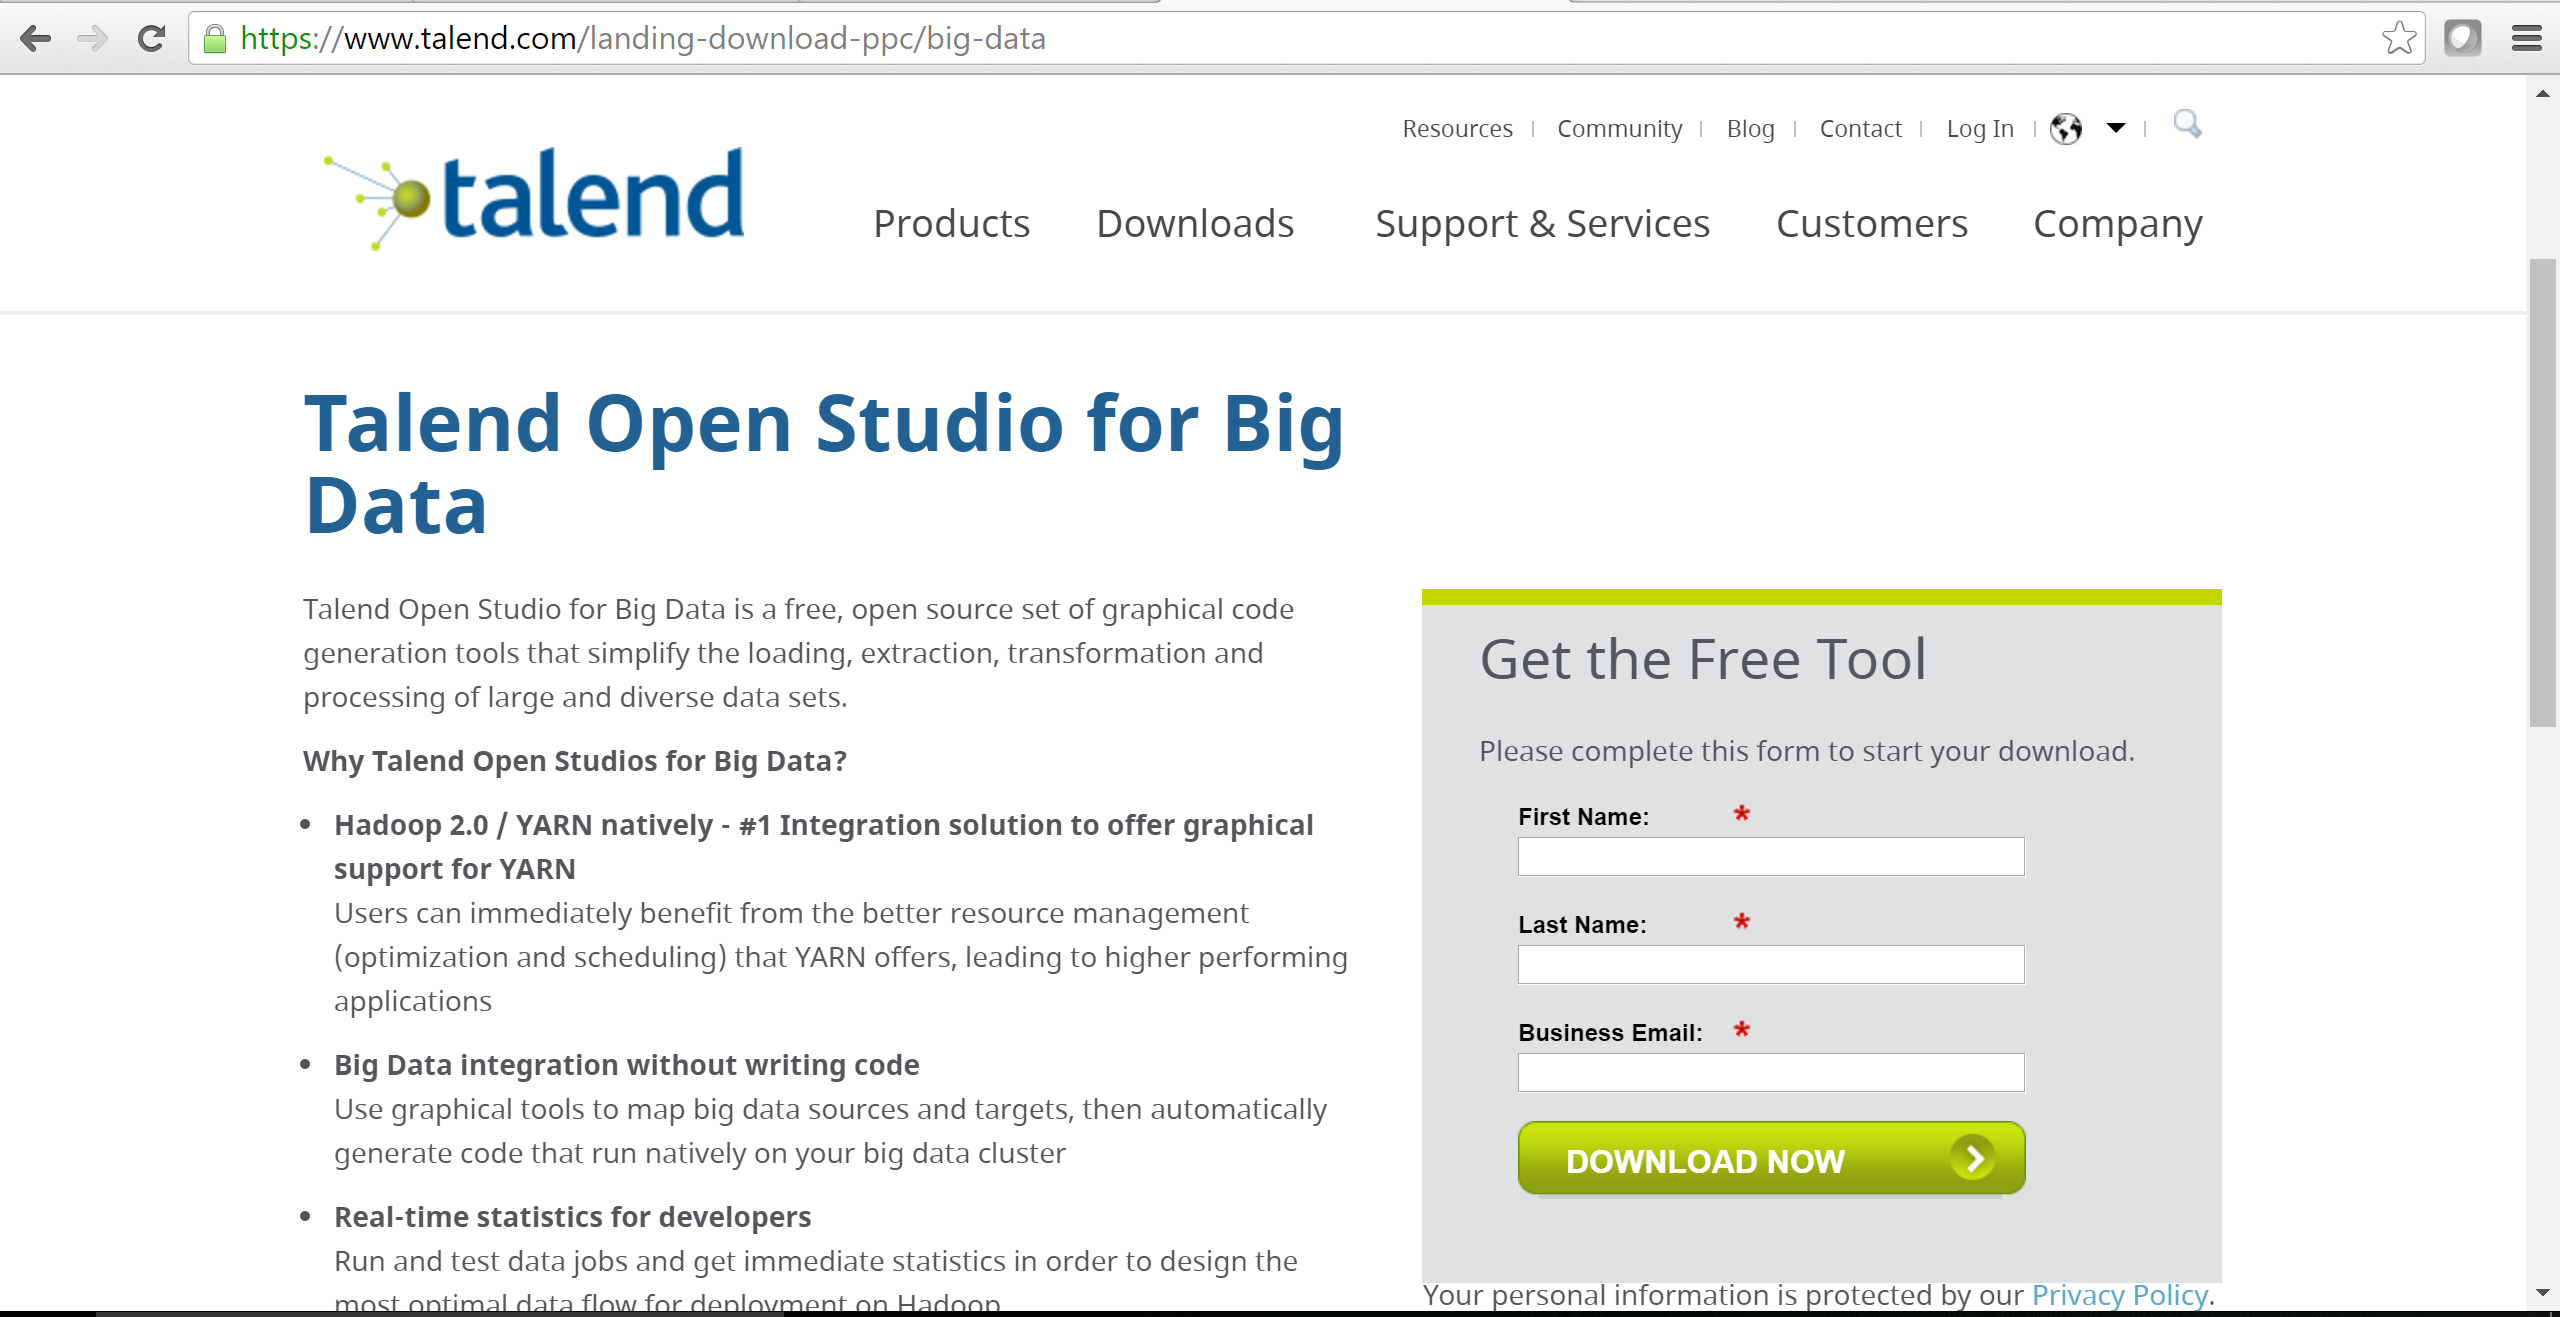 https://www.talend.com/landing-download-ppc/big-data
Resources | Community | Blog | Contact | Log In
talend
Products Downloads Support & Services Customers Company
Talend Open Studio for Big
Data
Talend Open Studio for Big Data is a free, open source set of graphical code
generation tools that simplify the loading, extraction, transformation and
processing of large and diverse data sets.
Why Talend Open Studios for Big Data?
• Hadoop 2.0 / YARN natively - #1 Integration solution to offer graphical
support for YARN
Users can immediately benefit from the better resource management
(optimization and scheduling) that YARN offers, leading to higher performing
applications
• Big Data integration without writing code
Use graphical tools to map big data sources and targets, then automatically
generate code that run natively on your big data cluster
• Real-time statistics for developers
Run and test data jobs and get immediate statistics in order to design the
most optimal data flow for deployment on Hadoop
Get the Free Tool
Please complete this form to start your download.
First Name: *
Last Name: *
Business Email: *
DOWNLOAD NOW
Your personal information is protected by our Privacy Policy.